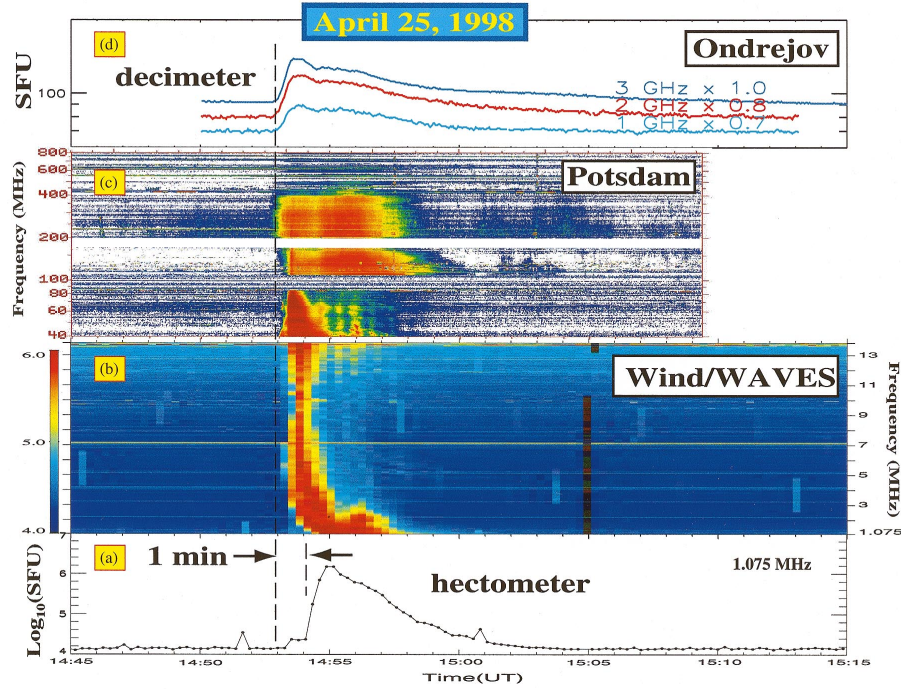 April 25, 1998
(d)
Ondrejov
decimeter
SFU
100
3 GHz x 1.0
2 GHz x 0.8
1 GHz x 0.7
(c)
Potsdam
Frequency (MHz)
800
600
400
200
100
80
60
40
(b)
Wind/WAVES
6.0
5.0
4.0
13
11
9
7
5
3
1.075
Frequency (MHz)
(a)
1 min
hectometer
1.075 MHz
Log10(SFU)
7
6
5
4
14:45
14:50
14:55
15:00
15:05
15:10
15:15
Time(UT)